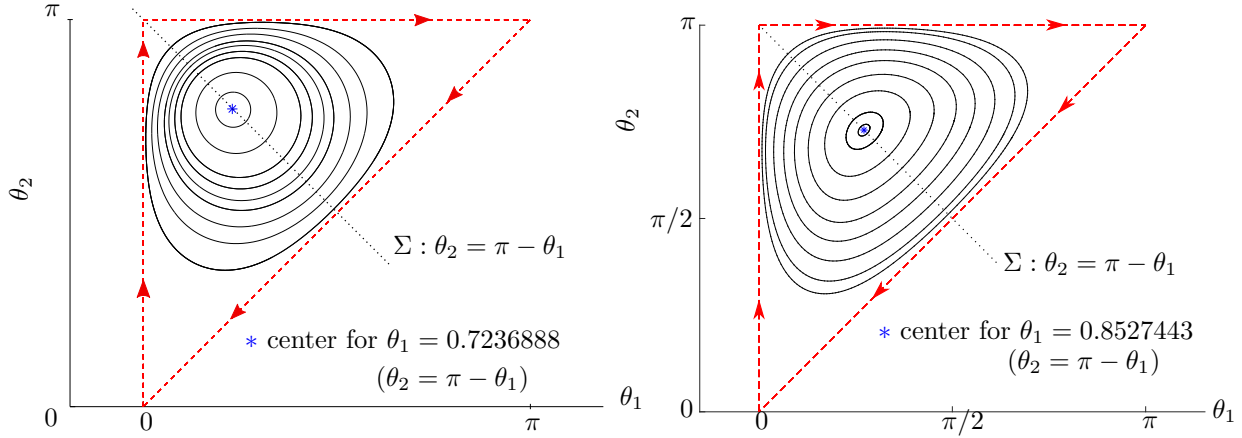 π
θ₂
Σ : θ₂ = π − θ₁
* center for θ₁ = 0.7236888
(θ₂ = π − θ₁)
0
0
π
θ₁
π
θ₂
π/2
Σ : θ₂ = π − θ₁
* center for θ₁ = 0.8527443
(θ₂ = π − θ₁)
0
0
π/2
π
θ₁